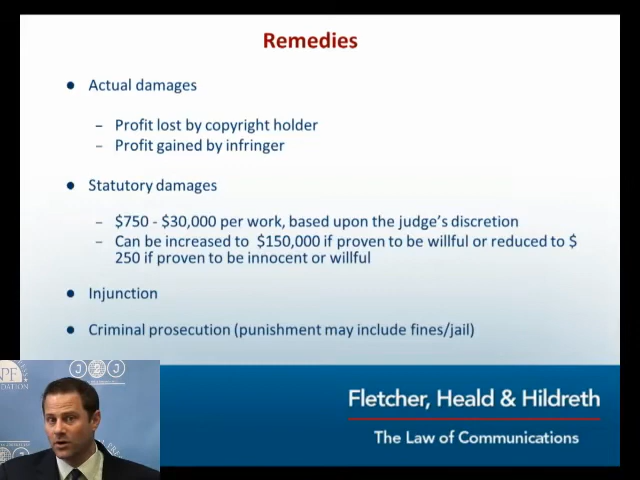 Remedies
● Actual damages
– Profit lost by copyright holder
– Profit gained by infringer
● Statutory damages
– $750 - $30,000 per work, based upon the judge's discretion
– Can be increased to $150,000 if proven to be willful or reduced to $
250 if proven to be innocent or willful
● Injunction
● Criminal prosecution (punishment may include fines/jail)
Fletcher, Heald & Hildreth
The Law of Communications
NPF
UNDATION
J2J